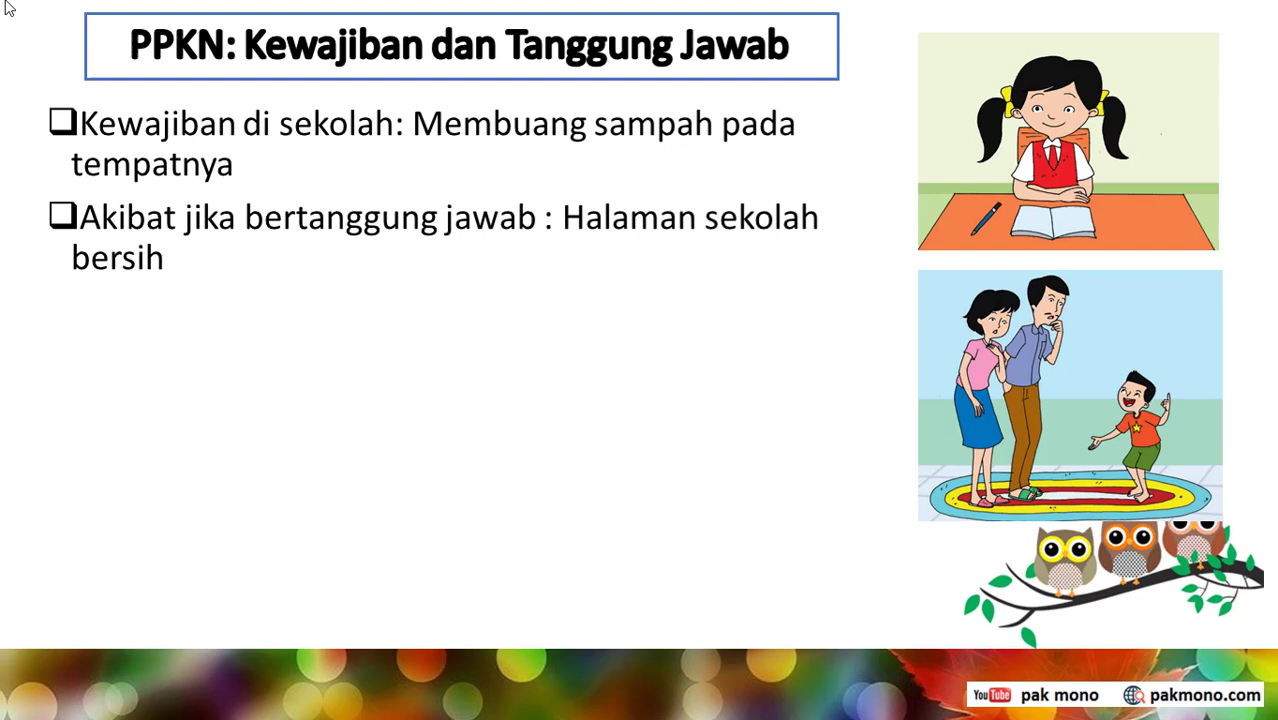 PPKN: Kewajiban dan Tanggung Jawab
Kewajiban di sekolah: Membuang sampah pada
tempatnya
Akibat jika bertanggung jawab : Halaman sekolah
bersih
YouTube pak mono pakmono.com